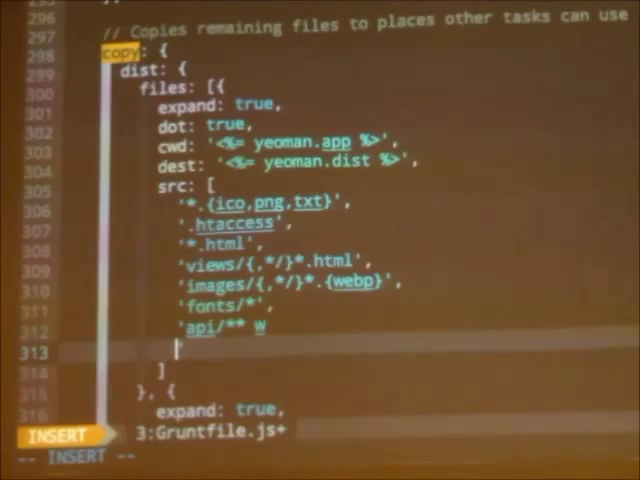 295 },
296
297 // Copies remaining files to places other tasks can use
298 copy: {
299 dist: {
300 files: [{
301 expand: true,
302 dot: true,
303 cwd: '<%= yeoman.app %>',
304 dest: '<%= yeoman.dist %>',
305 src: [
306 '*.{ico,png,txt}',
307 '.htaccess',
308 '*.html',
309 'views/{,*/}*.html',
310 'images/{,*/}*.{webp}',
311 'fonts/*',
312 'api/** w
313 '
314 ]
315 }, {
316 expand: true,
INSERT 3:Gruntfile.js+
-- INSERT --